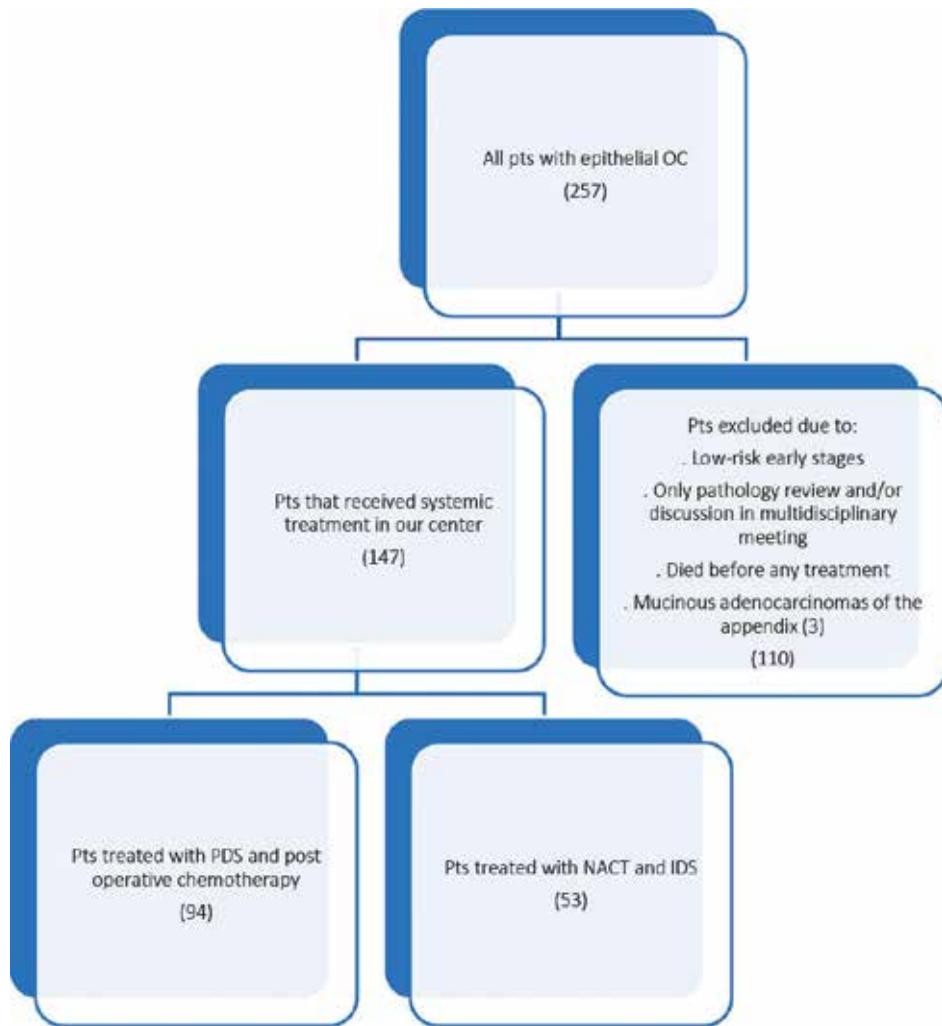 All pts with epithelial OC
(257)
Pts that received systemic
treatment in our center
(147)
Pts excluded due to:
. Low-risk early stages
. Only pathology review and/or
discussion in multidisciplinary
meeting
. Died before any treatment
. Mucinous adenocarcinomas of the
appendix (3)
(110)
Pts treated with PDS and post
operative chemotherapy
(94)
Pts treated with NACT and IDS
(53)